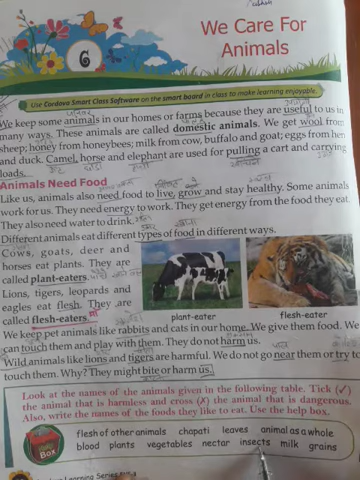 We Care For
Animals
6
Use Cordova Smart Class Software on the smart board in class to make learning enjoyable.
We keep some animals in our homes or farms because they are useful to us in
many ways. These animals are called domestic animals. We get wool from
sheep; honey from honeybees; milk from cow, buffalo and goat; eggs from hen
and duck. Camel, horse and elephant are used for pulling a cart and carrying
loads.
Animals Need Food
Like us, animals also need food to live, grow and stay healthy. Some animals
work for us. They need energy to work. They get energy from the food they eat.
They also need water to drink.
Different animals eat different types of food in different ways.
Cows, goats, deer and
horses eat plants. They are
called plant-eaters.
Lions, tigers, leopards and
eagles eat flesh. They are
called flesh-eaters.
plant-eater
flesh-eater
We keep pet animals like rabbits and cats in our home. We give them food. We
can touch them and play with them. They do not harm us.
Wild animals like lions and tigers are harmful. We do not go near them or try to
touch them. Why? They might bite or harm us.
Look at the names of the animals given in the following table. Tick (✓)
the animal that is harmless and cross (✗) the animal that is dangerous.
Also, write the names of the foods they like to eat. Use the help box.
Box
flesh of other animals chapati leaves animal as a whole
blood plants vegetables nectar insects milk grains
Learning Series